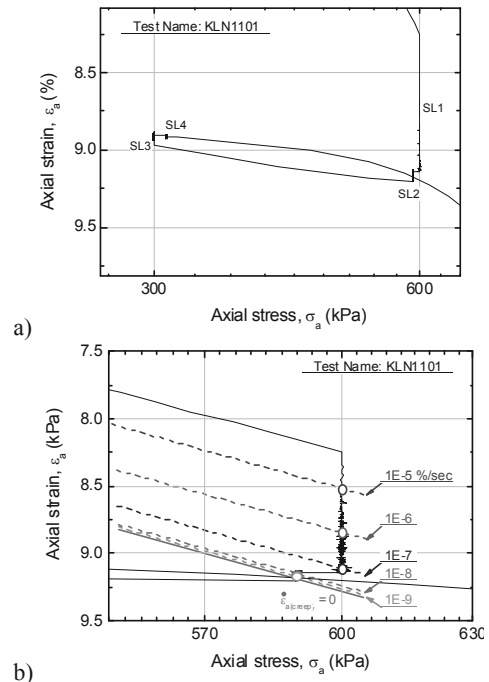 Test Name: KLN1101
8.5
9.0
9.5
SL1
SL4
SL3
SL2
Axial strain, εa (%)
300
600
Axial stress, σa (kPa)
a)
Test Name: KLN1101
7.5
8.0
8.5
9.0
9.5
Axial strain, εa (kPa)
1E-5 %/sec
1E-6
1E-7
1E-8
1E-9
ε̇a(creep) = 0
570
600
630
Axial stress, σa (kPa)
b)